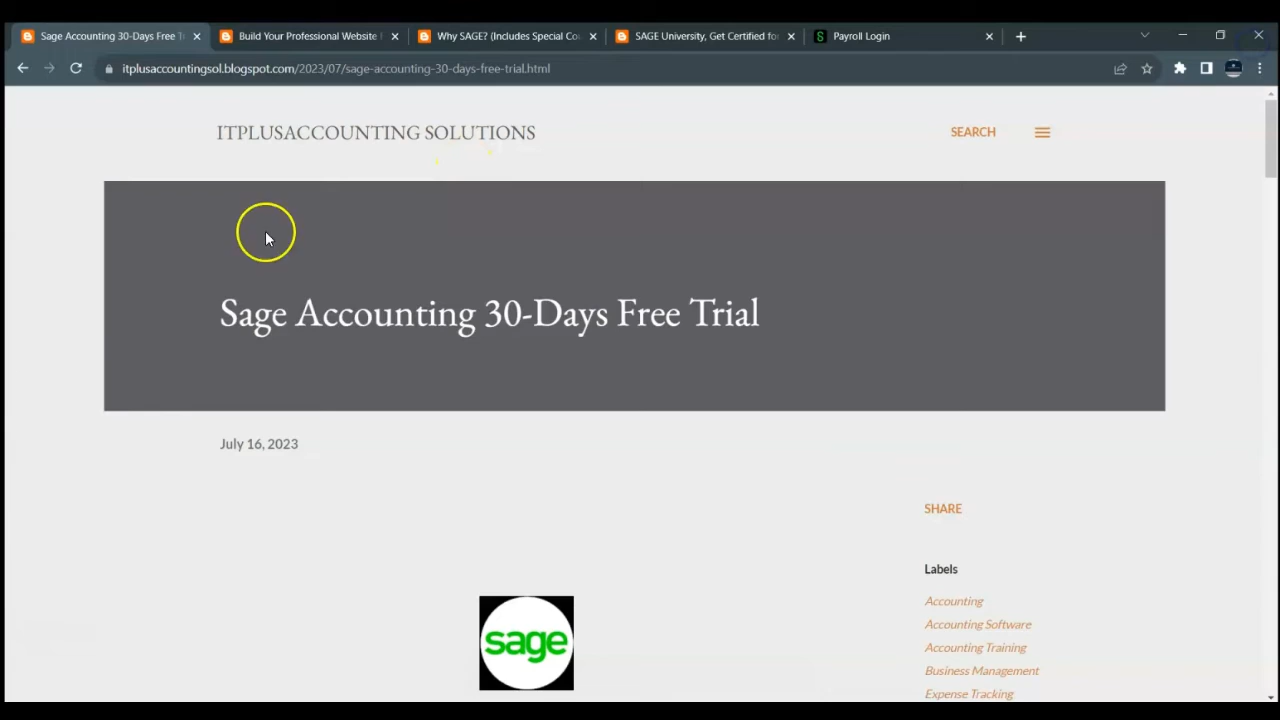 Sage Accounting 30-Days Free Tr
Build Your Professional Website
Why SAGE? (Includes Special Co
SAGE University, Get Certified fo
Payroll Login
itplusaccountingsol.blogspot.com/2023/07/sage-accounting-30-days-free-trial.html
ITPLUSACCOUNTING SOLUTIONS
SEARCH
Sage Accounting 30-Days Free Trial
July 16, 2023
SHARE
Labels
sage
Accounting
Accounting Software
Accounting Training
Business Management
Expense Tracking